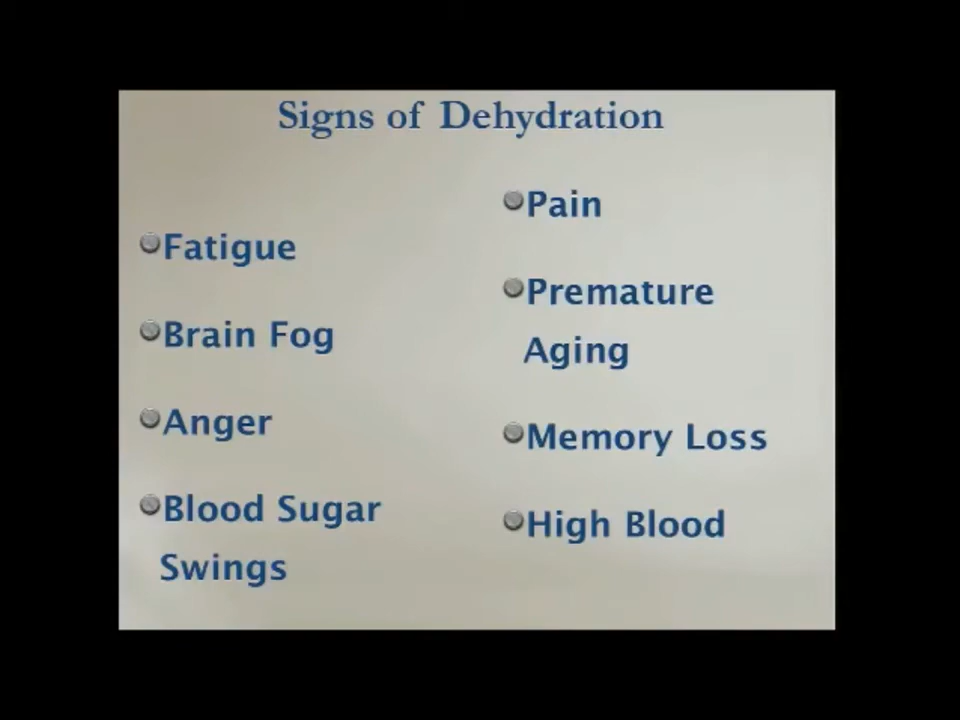 Signs of Dehydration
Fatigue
Brain Fog
Anger
Blood Sugar
Swings
Pain
Premature
Aging
Memory Loss
High Blood